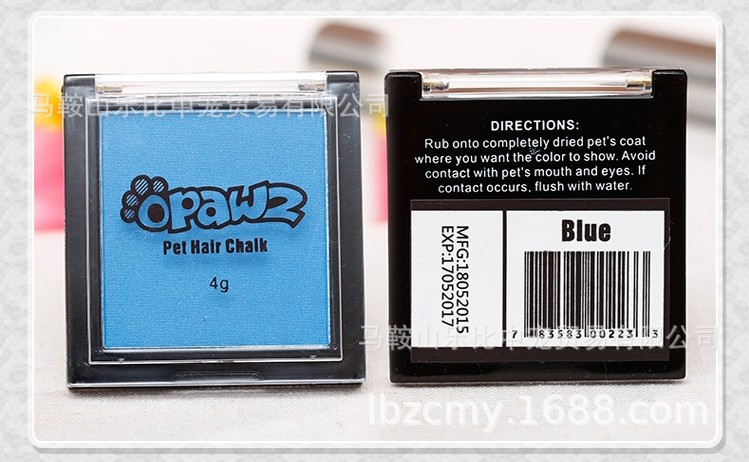 opawz
Pet Hair Chalk
4g
DIRECTIONS:
Rub onto completely dried pet's coat
where you want the color to show. Avoid
contact with pet's mouth and eyes. If
contact occurs, flush with water.
MFG:18052015
EXP:17052017
Blue
7 83583 00223 3
马鞍山乐比申宠贸易有限公司
马鞍山乐比申宠贸易有限公司
lbzcmy.1688.com